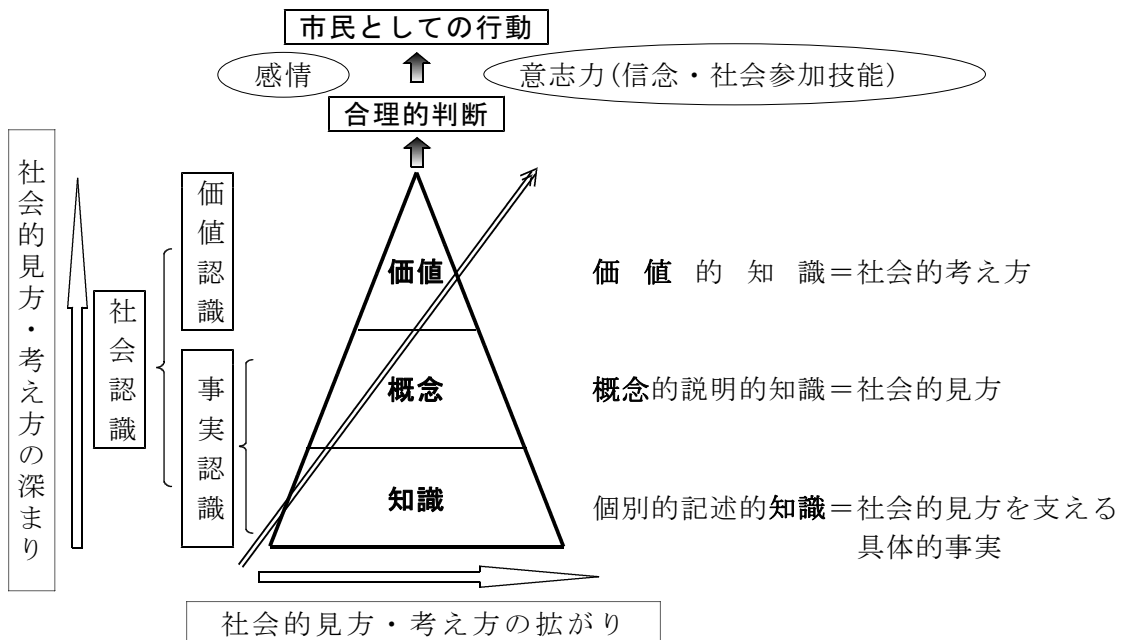 市民としての行動
感情
意志力(信念・社会参加技能)
合理的判断
社会的見方・考え方の深まり
社会認識
価値認識
事実認識
価値
価値的知識＝社会的考え方
概念
概念的説明的知識＝社会的見方
知識
個別的記述的知識＝社会的見方を支える
具体的事実
社会的見方・考え方の拡がり